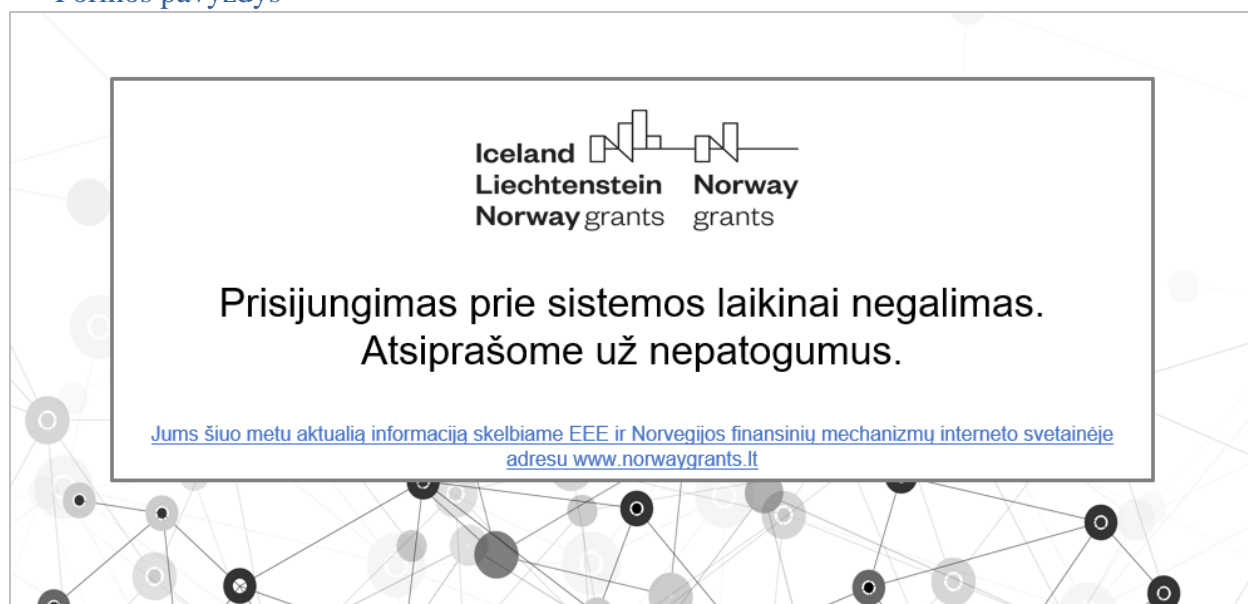 Formos pavyzdys
Iceland
Liechtenstein Norway
Norway grants grants
Prisijungimas prie sistemos laikinai negalimas.
Atsiprašome už nepatogumus.
Jums šiuo metu aktualią informaciją skelbiame EEE ir Norvegijos finansinių mechanizmų interneto svetainėje
adresu www.norwaygrants.lt